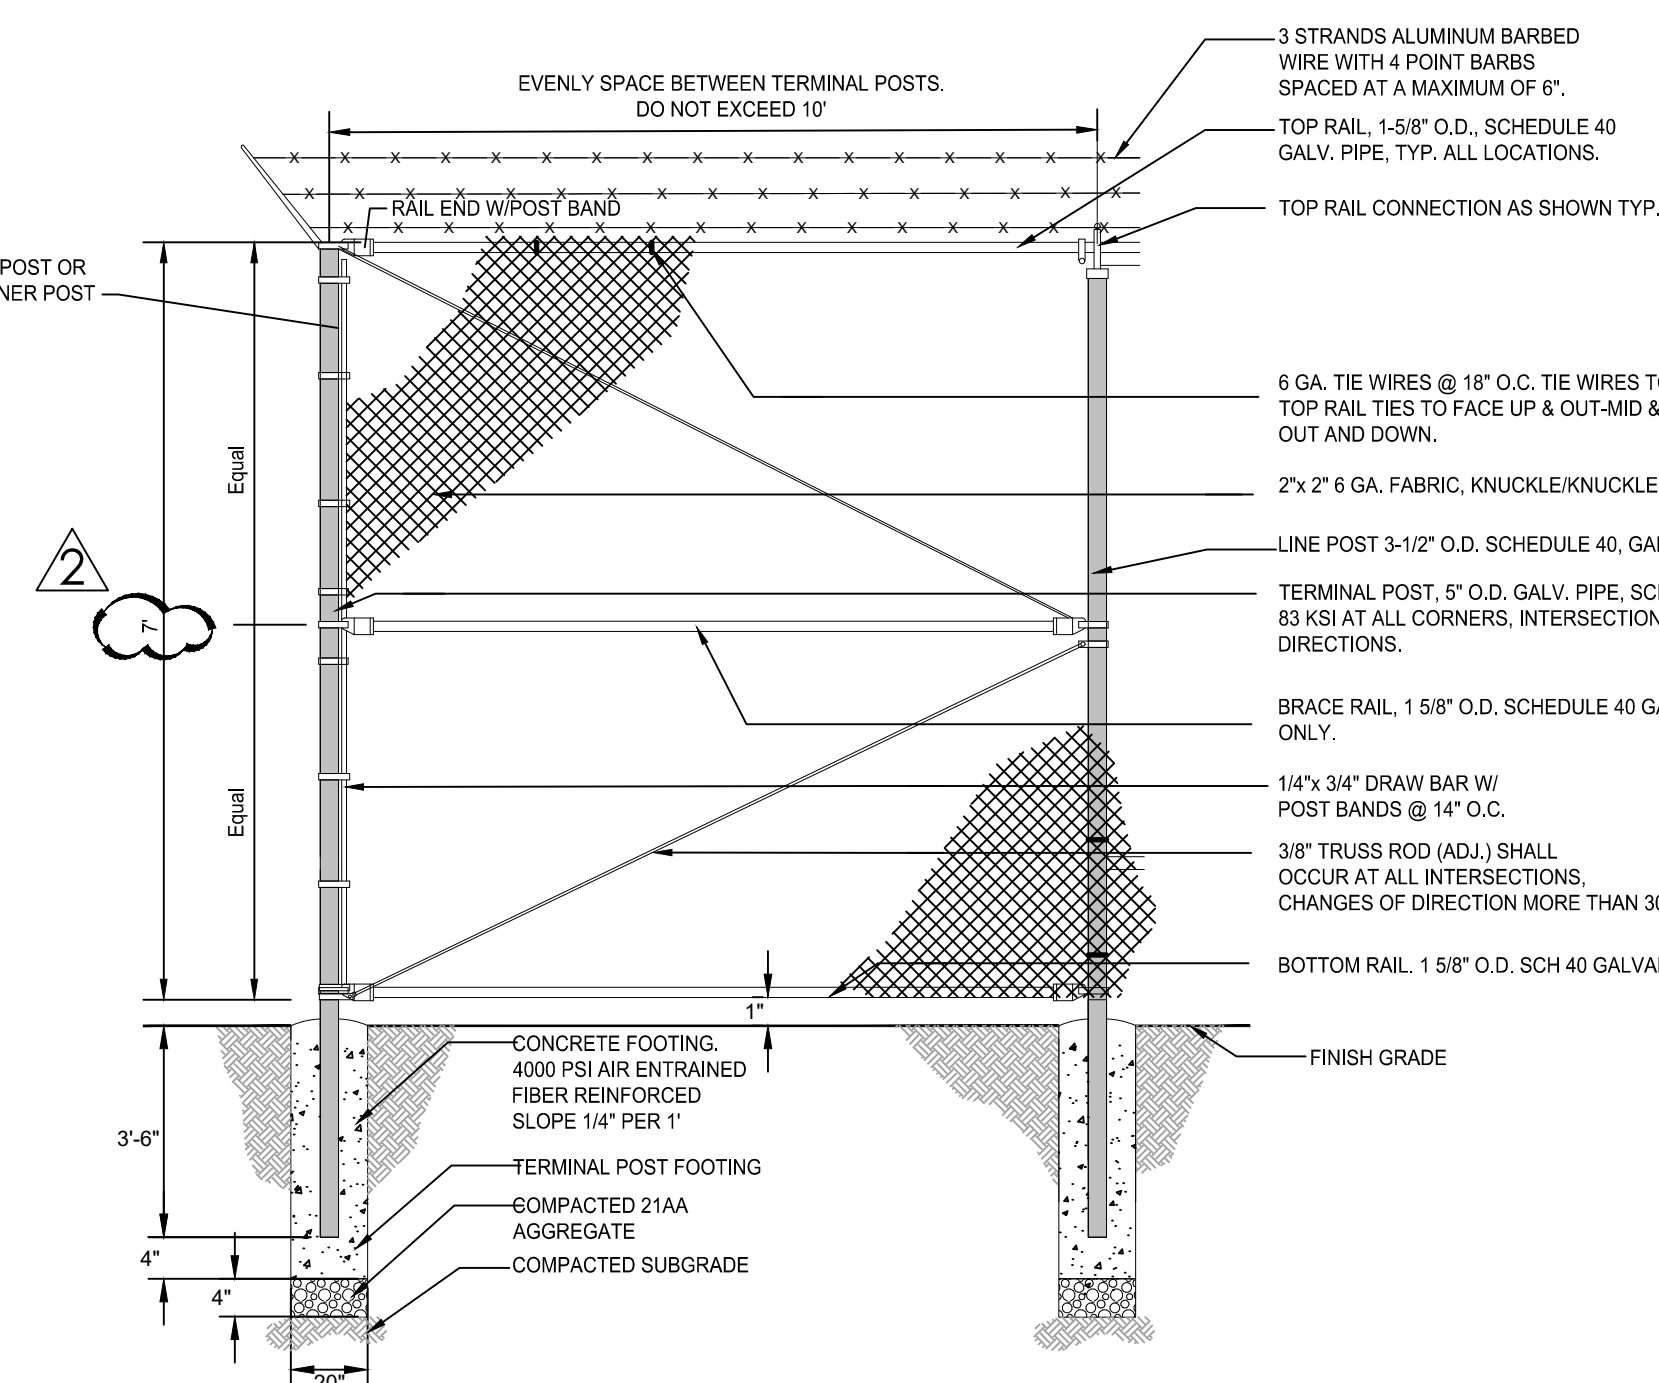 3 STRANDS ALUMINUM BARBED
WIRE WITH 4 POINT BARBS
SPACED AT A MAXIMUM OF 6".
EVENLY SPACE BETWEEN TERMINAL POSTS.
DO NOT EXCEED 10'
TOP RAIL, 1-5/8" O.D., SCHEDULE 40
GALV. PIPE, TYP. ALL LOCATIONS.
RAIL END W/POST BAND
TOP RAIL CONNECTION AS SHOWN TYP.
POST OR
NER POST
6 GA. TIE WIRES @ 18" O.C. TIE WIRES
TOP RAIL TIES TO FACE UP & OUT-MID &
OUT AND DOWN.
Equal
2"x 2" 6 GA. FABRIC, KNUCKLE/KNUCKLE
LINE POST 3-1/2" O.D. SCHEDULE 40,
2
7'
TERMINAL POST, 5" O.D. GALV. PIPE,
83 KSI AT ALL CORNERS, INTERSECTION
DIRECTIONS.
BRACE RAIL, 1 5/8" O.D. SCHEDULE 40
ONLY.
Equal
1/4"x 3/4" DRAW BAR W/
POST BANDS @ 14" O.C.
3/8" TRUSS ROD (ADJ.) SHALL
OCCUR AT ALL INTERSECTIONS,
CHANGES OF DIRECTION MORE THAN 30
BOTTOM RAIL. 1 5/8" O.D. SCH 40
1"
CONCRETE FOOTING.
4000 PSI AIR ENTRAINED
FIBER REINFORCED
SLOPE 1/4" PER 1'
FINISH GRADE
3'-6"
TERMINAL POST FOOTING
COMPACTED 21AA
AGGREGATE
COMPACTED SUBGRADE
4"
4"
20"